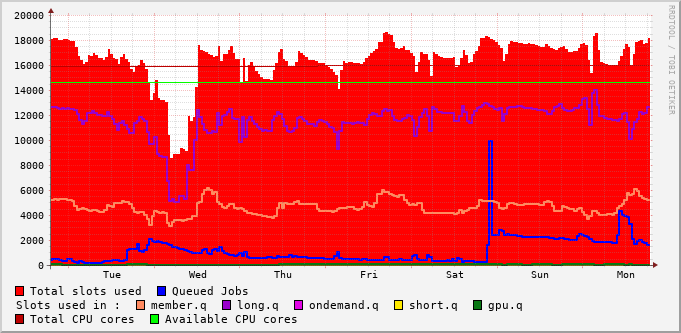 20000
18000
16000
14000
12000
10000
8000
6000
4000
2000
0
Tue Wed Thu Fri Sat Sun Mon
RRDTOOL / TOBI OETIKER
Total slots used Queued Jobs
Slots used in : member.q long.q ondemand.q short.q gpu.q
Total CPU cores Available CPU cores